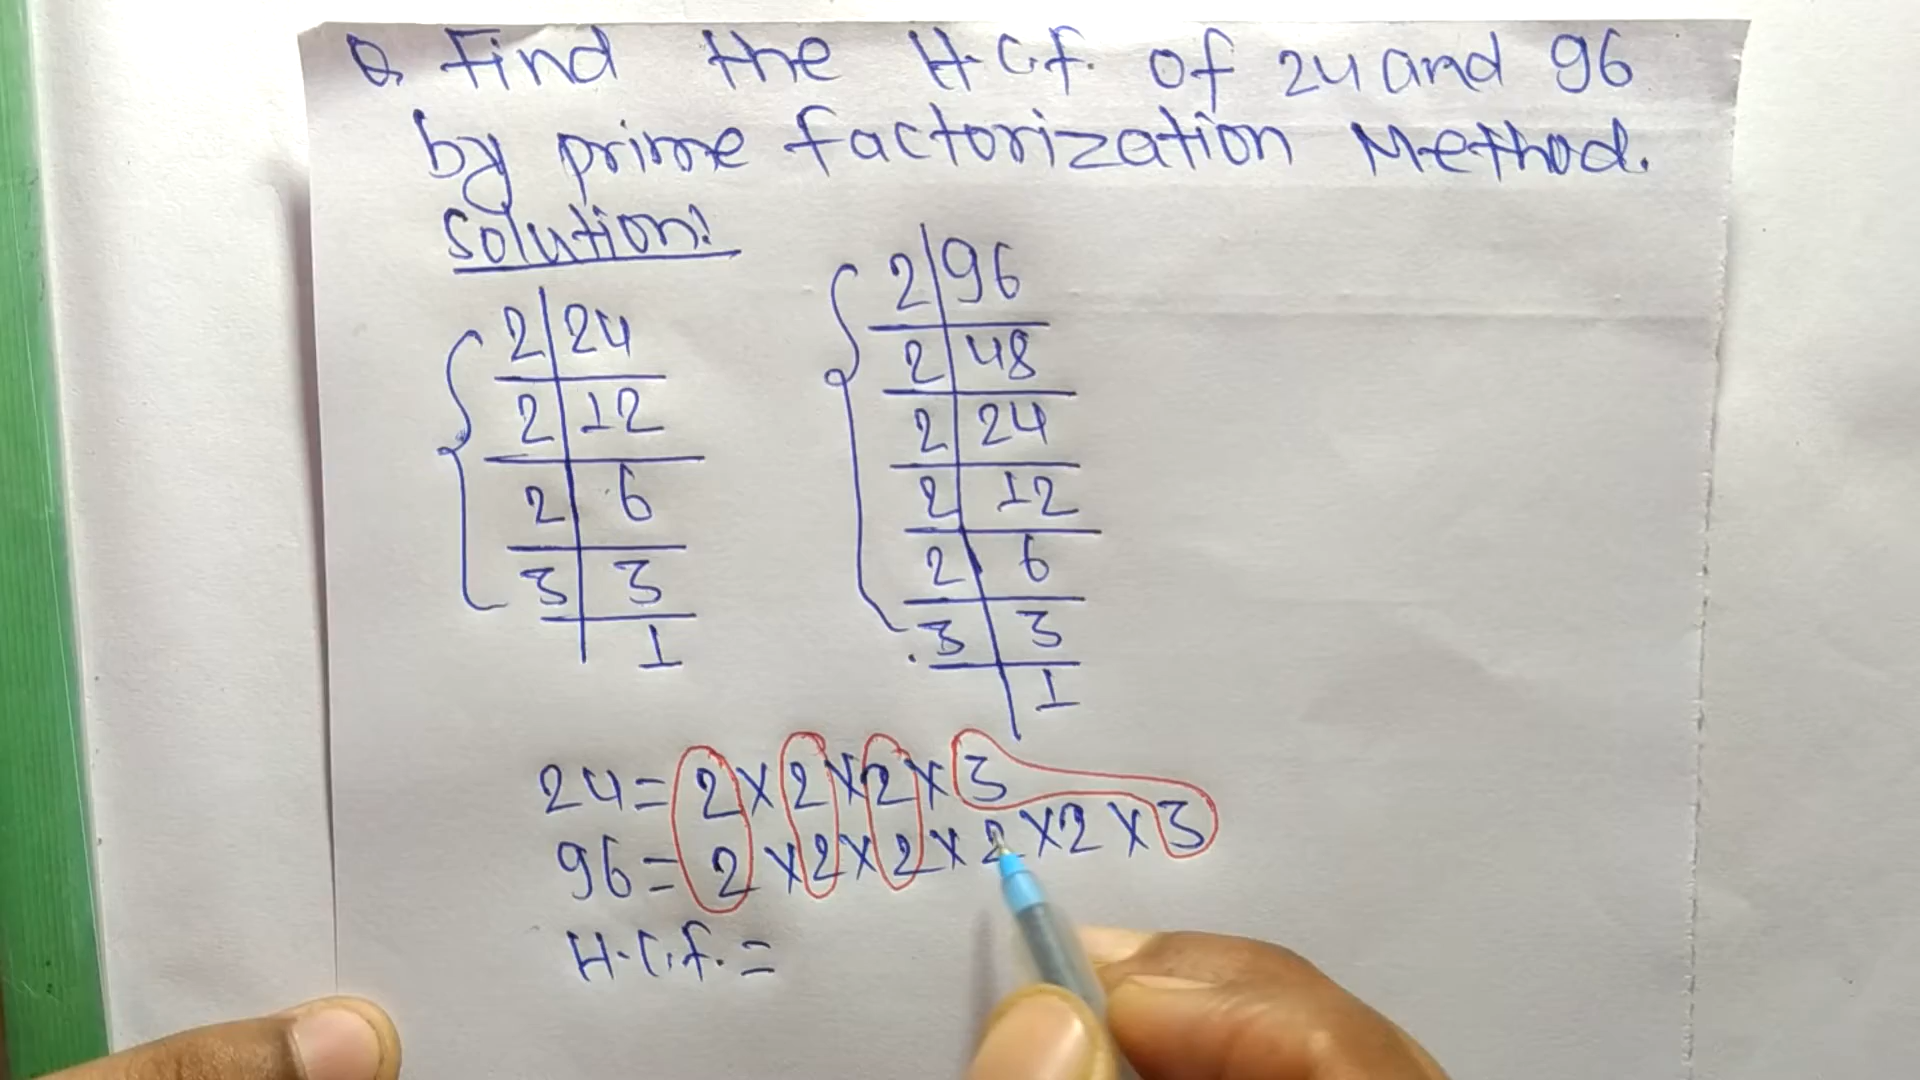 Q. Find the H.C.f. of 24 and 96
by prime factorization Method.
Solution:
2 | 24
2 | 12
2 | 6
3 | 3
1
2 | 96
2 | 48
2 | 24
2 | 12
2 | 6
3 | 3
1
24 = 2 × 2 × 2 × 3
96 = 2 × 2 × 2 × 2 × 2 × 3
H.C.f. =